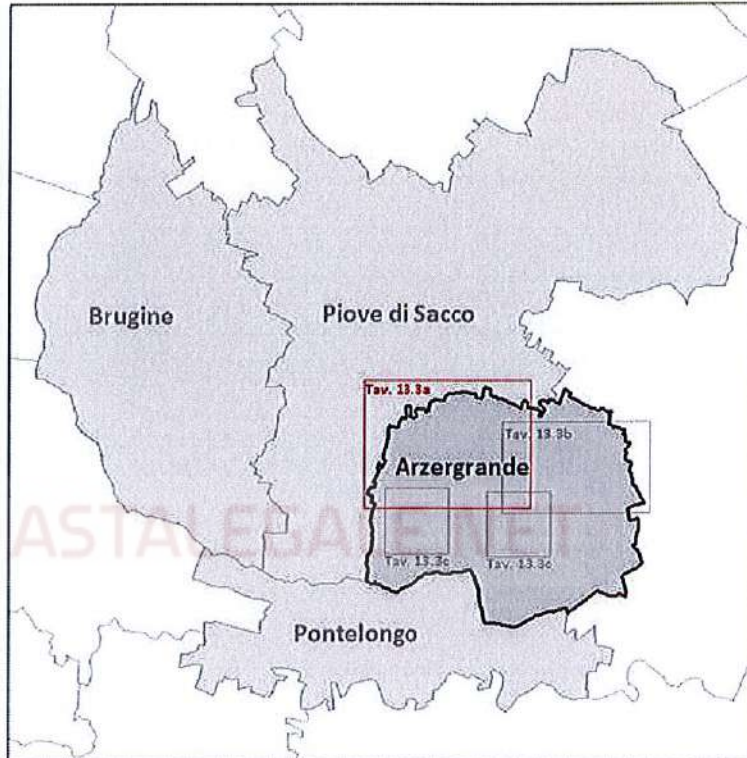 Brugine
Piove di Sacco
Tav. 13.3a
Tav. 13.3b
Arzergrande
ASTALEGALE.NET
Tav. 13.3c
Tav. 13.3c
Pontelongo